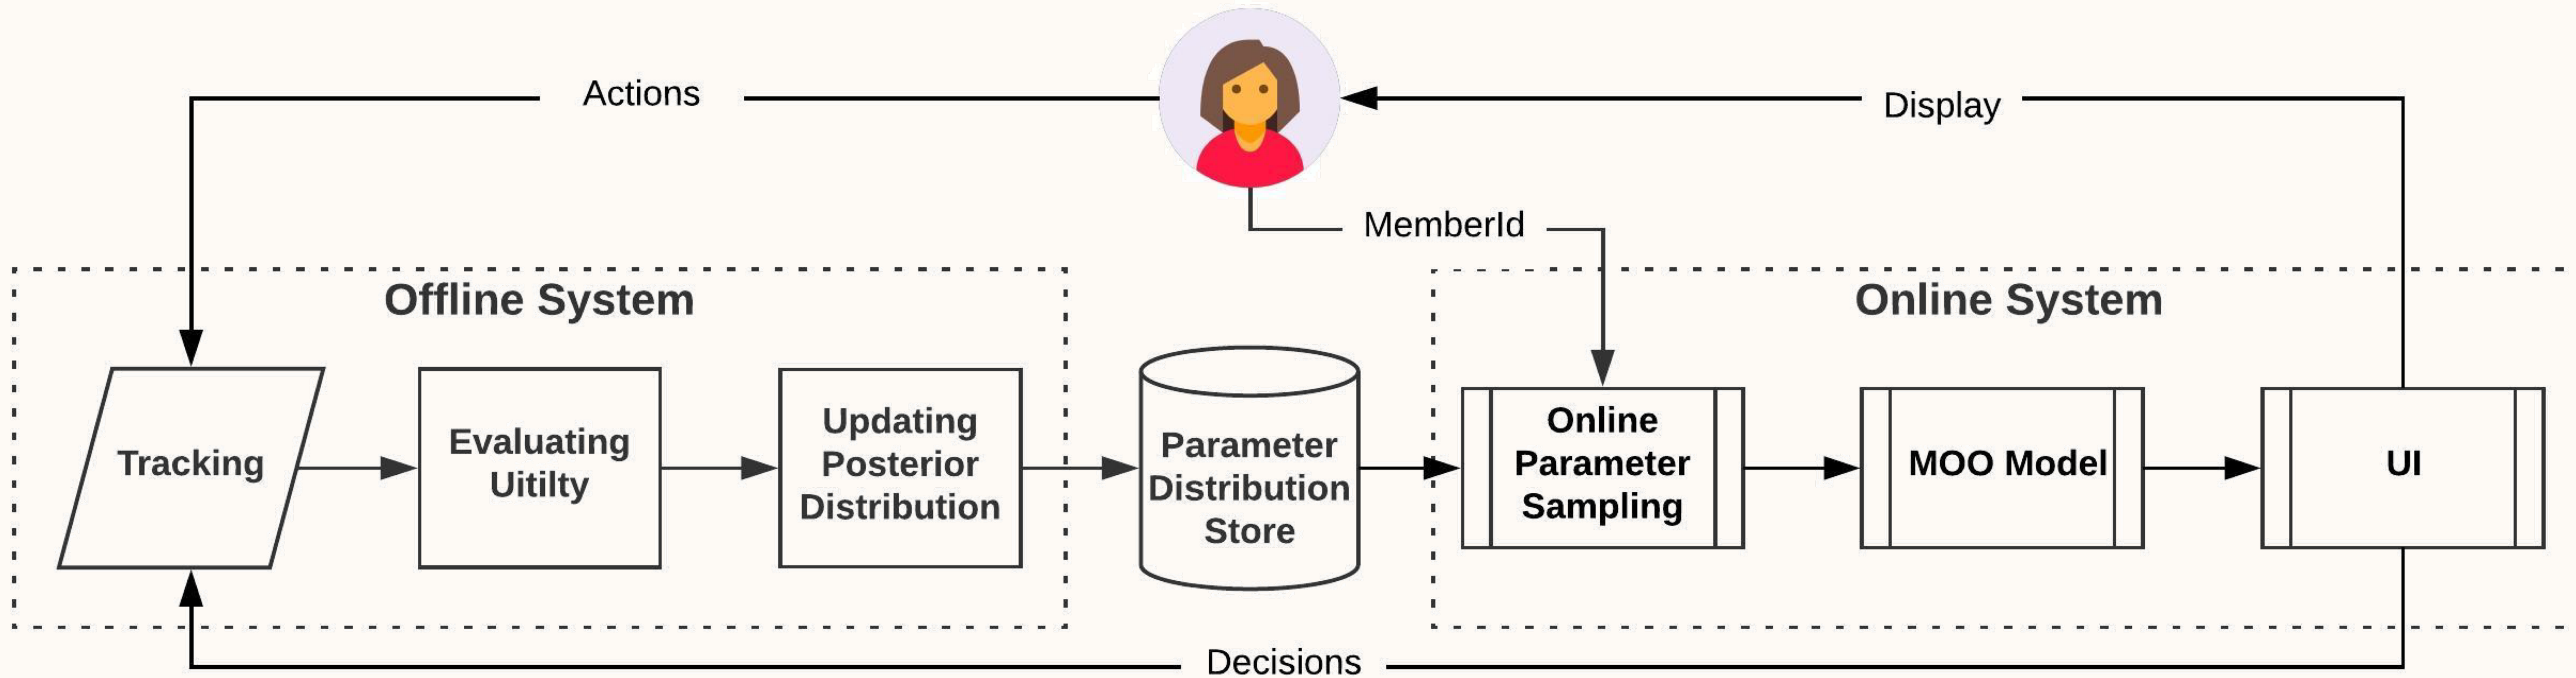 Actions
Display
MemberId
Offline System
Online System
Tracking
Evaluating
Uitilty
Updating
Posterior
Distribution
Parameter
Distribution
Store
Online
Parameter
Sampling
MOO Model
UI
Decisions